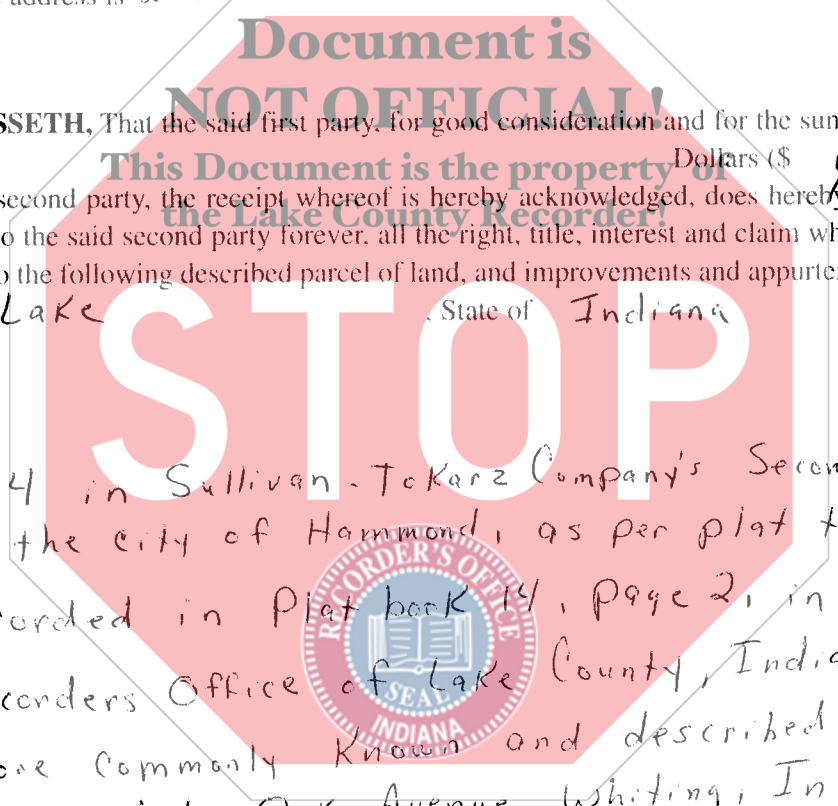 address is
Document is
NOT OFFICIAL!
SSETH, That the said first party, for good consideration and for the sum
This Document is the property of
Dollars ($
second party, the receipt whereof is hereby acknowledged, does hereby
the Lake County Recorder!
o the said second party forever, all the right, title, interest and claim wh
o the following described parcel of land, and improvements and appurte
Lake , State of Indiana
STOP
4 in Sullivan-Tokarz Company's Secon
the city of Hammond, as per plat t
orded in Plat book 14, page 2, in
corders Office of Lake County, India
ore Commonly Known and described
Avenue Whiting, In
RECORDER'S OFFICE
SEAL
INDIANA